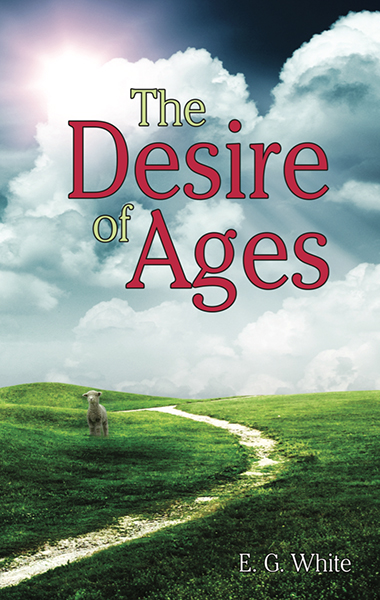 The
Desire
of
Ages
E. G. White